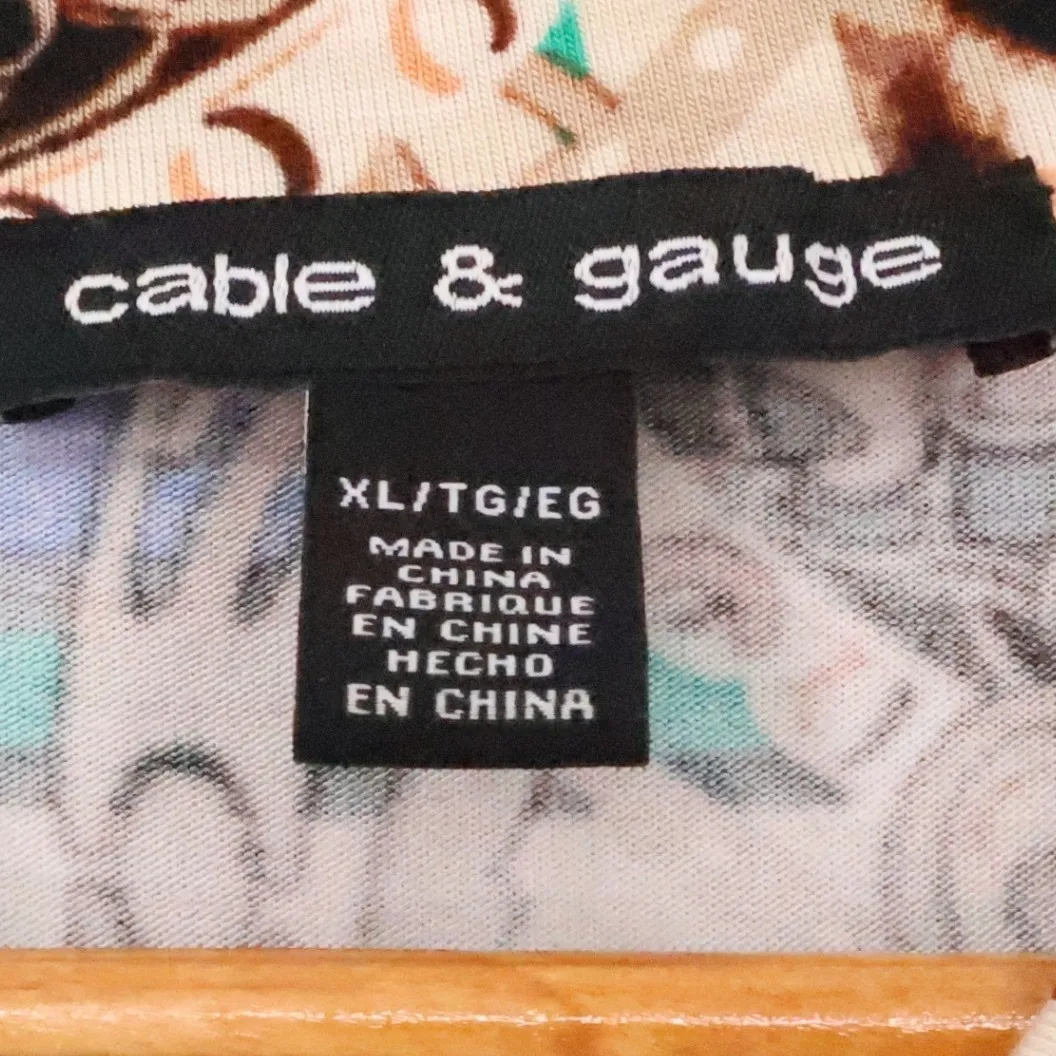 cable & gauge
XL/TG/EG
MADE IN
CHINA
FABRIQUE
EN CHINE
HECHO
EN CHINA